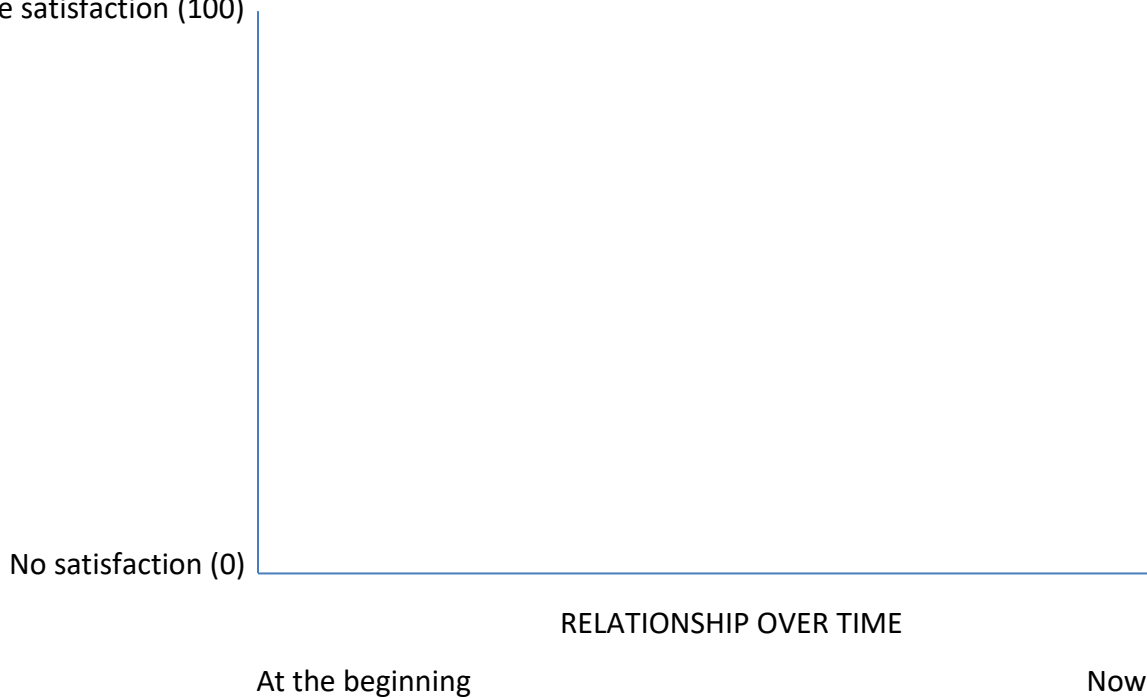 satisfaction (100)
No satisfaction (0)
RELATIONSHIP OVER TIME
At the beginning Now